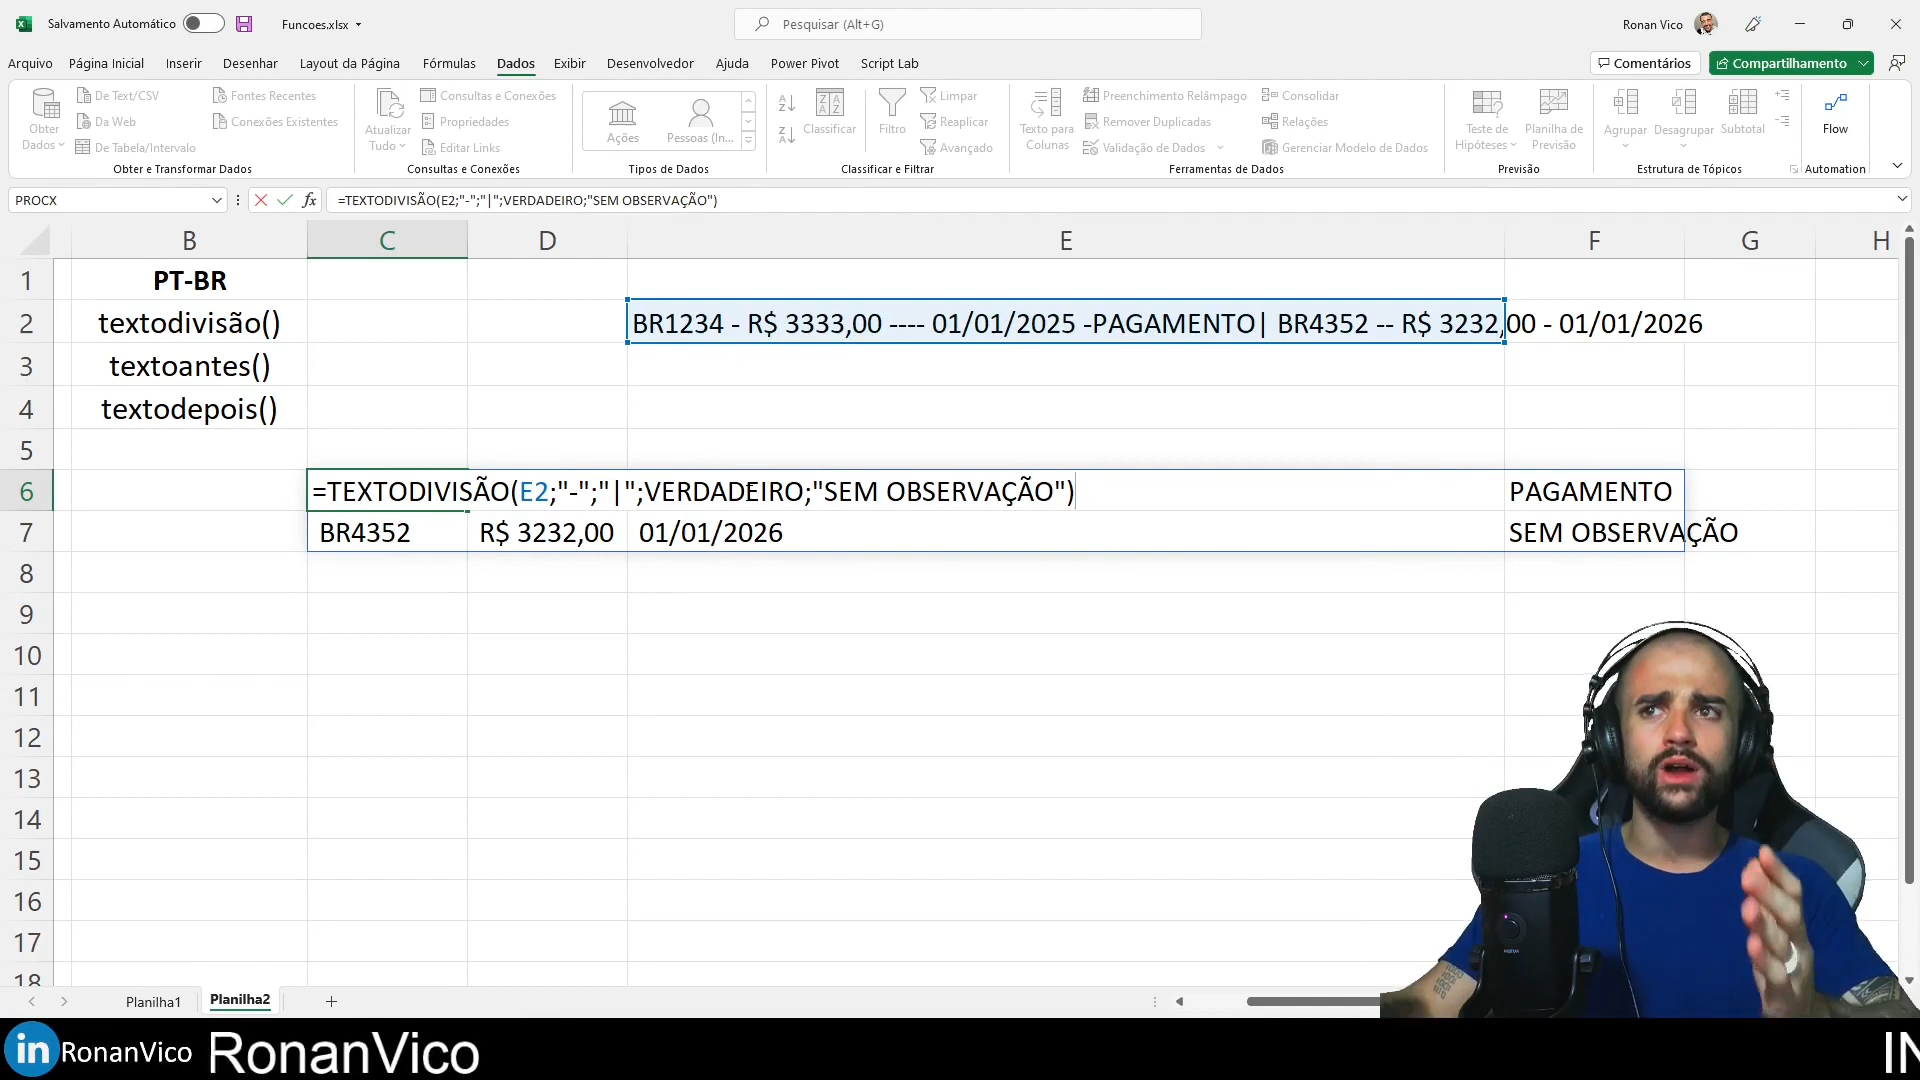 Salvamento Automático
Funcoes.xlsx
Pesquisar (Alt+G)
Ronan Vico
Arquivo Página Inicial Inserir Desenhar Layout da Página Fórmulas Dados Exibir Desenvolvedor Ajuda Power Pivot Script Lab
Comentários Compartilhamento
Obter Dados
De Text/CSV
Da Web
De Tabela/Intervalo
Fontes Recentes
Conexões Existentes
Obter e Transformar Dados
Atualizar Tudo
Consultas e Conexões
Propriedades
Editar Links
Consultas e Conexões
Ações
Pessoas (In...
Tipos de Dados
Classificar
Filtro
Limpar
Reaplicar
Avançado
Classificar e Filtrar
Texto para Colunas
Preenchimento Relâmpago
Remover Duplicadas
Validação de Dados
Consolidar
Relações
Gerenciar Modelo de Dados
Ferramentas de Dados
Teste de Hipóteses
Planilha de Previsão
Previsão
Agrupar
Desagrupar
Subtotal
Estrutura de Tópicos
Flow
Automation
PROCX
fx
=TEXTODIVISÃO(E2;"-";"|";VERDADEIRO;"SEM OBSERVAÇÃO")
B C D E F G H
1 PT-BR
2 textodivisão() BR1234 - R$ 3333,00 ---- 01/01/2025 -PAGAMENTO| BR4352 -- R$ 3232,00 - 01/01/2026
3 textoantes()
4 textodepois()
5
6 =TEXTODIVISÃO(E2;"-";"|";VERDADEIRO;"SEM OBSERVAÇÃO") PAGAMENTO
7 BR4352 R$ 3232,00 01/01/2026 SEM OBSERVAÇÃO
8
9
10
11
12
13
14
15
16
17
18
Planilha1 Planilha2
in RonanVico RonanVico IN